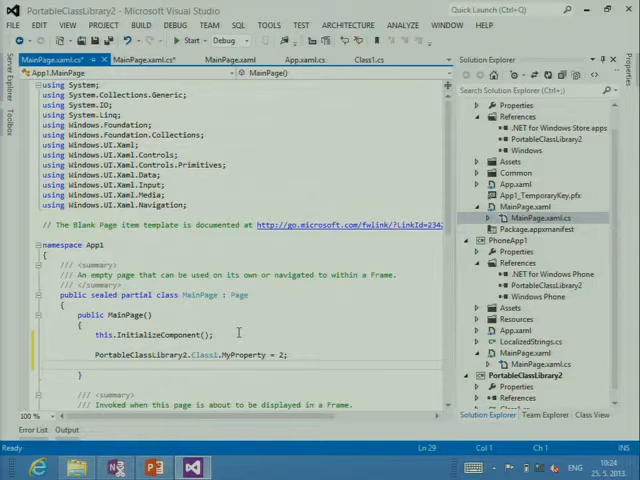 PortableClassLibrary2 - Microsoft Visual Studio
Quick Launch (Ctrl+Q)
FILE EDIT VIEW PROJECT BUILD DEBUG TEAM SQL TOOLS TEST ARCHITECTURE ANALYZE WINDOW HELP
Start Debug
Server Explorer
Toolbox
MainPage.xaml.cs* MainPage.xaml.cs* MainPage.xaml App.xaml.cs Class1.cs
App1.MainPage MainPage()
using System;
using System.Collections.Generic;
using System.IO;
using System.Linq;
using Windows.Foundation;
using Windows.Foundation.Collections;
using Windows.UI.Xaml;
using Windows.UI.Xaml.Controls;
using Windows.UI.Xaml.Controls.Primitives;
using Windows.UI.Xaml.Data;
using Windows.UI.Xaml.Input;
using Windows.UI.Xaml.Media;
using Windows.UI.Xaml.Navigation;
// The Blank Page item template is documented at http://go.microsoft.com/fwlink/?LinkId=2342
namespace App1
{
/// <summary>
/// An empty page that can be used on its own or navigated to within a Frame.
/// </summary>
public sealed partial class MainPage : Page
{
public MainPage()
{
this.InitializeComponent();
PortableClassLibrary2.Class1.MyProperty = 2;
}
/// <summary>
/// Invoked when this page is about to be displayed in a Frame.
100 %
Error List Output
Solution Explorer
Search Solution Explorer (Ctrl+;)
Properties
References
.NET for Windows Store apps
PortableClassLibrary2
Windows
Assets
Common
App.xaml
App1_TemporaryKey.pfx
MainPage.xaml
MainPage.xaml.cs
Package.appxmanifest
PhoneApp1
Properties
References
.NET for Windows Phone
PortableClassLibrary2
Windows Phone
Assets
Resources
App.xaml
LocalizedStrings.cs
MainPage.xaml
MainPage.xaml.cs
PortableClassLibrary2
Properties
References
Class1.cs
Solution Explorer Team Explorer Class View
Properties
Ready Ln 29 Col 1 Ch 1 INS
ENG
10:24
25. 5. 2013